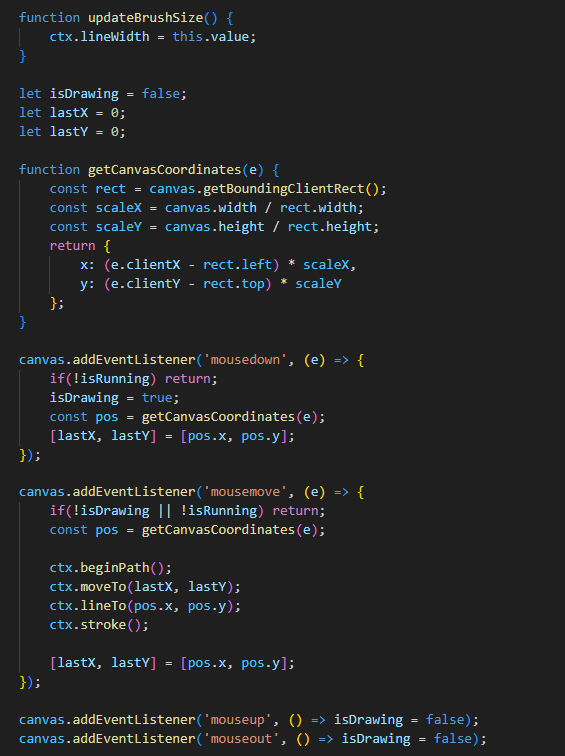 function updateBrushSize() {
    ctx.lineWidth = this.value;
}

let isDrawing = false;
let lastX = 0;
let lastY = 0;

function getCanvasCoordinates(e) {
    const rect = canvas.getBoundingClientRect();
    const scaleX = canvas.width / rect.width;
    const scaleY = canvas.height / rect.height;
    return {
        x: (e.clientX - rect.left) * scaleX,
        y: (e.clientY - rect.top) * scaleY
    };
}

canvas.addEventListener('mousedown', (e) => {
    if(!isRunning) return;
    isDrawing = true;
    const pos = getCanvasCoordinates(e);
    [lastX, lastY] = [pos.x, pos.y];
});

canvas.addEventListener('mousemove', (e) => {
    if(!isDrawing || !isRunning) return;
    const pos = getCanvasCoordinates(e);

    ctx.beginPath();
    ctx.moveTo(lastX, lastY);
    ctx.lineTo(pos.x, pos.y);
    ctx.stroke();

    [lastX, lastY] = [pos.x, pos.y];
});

canvas.addEventListener('mouseup', () => isDrawing = false);
canvas.addEventListener('mouseout', () => isDrawing = false);